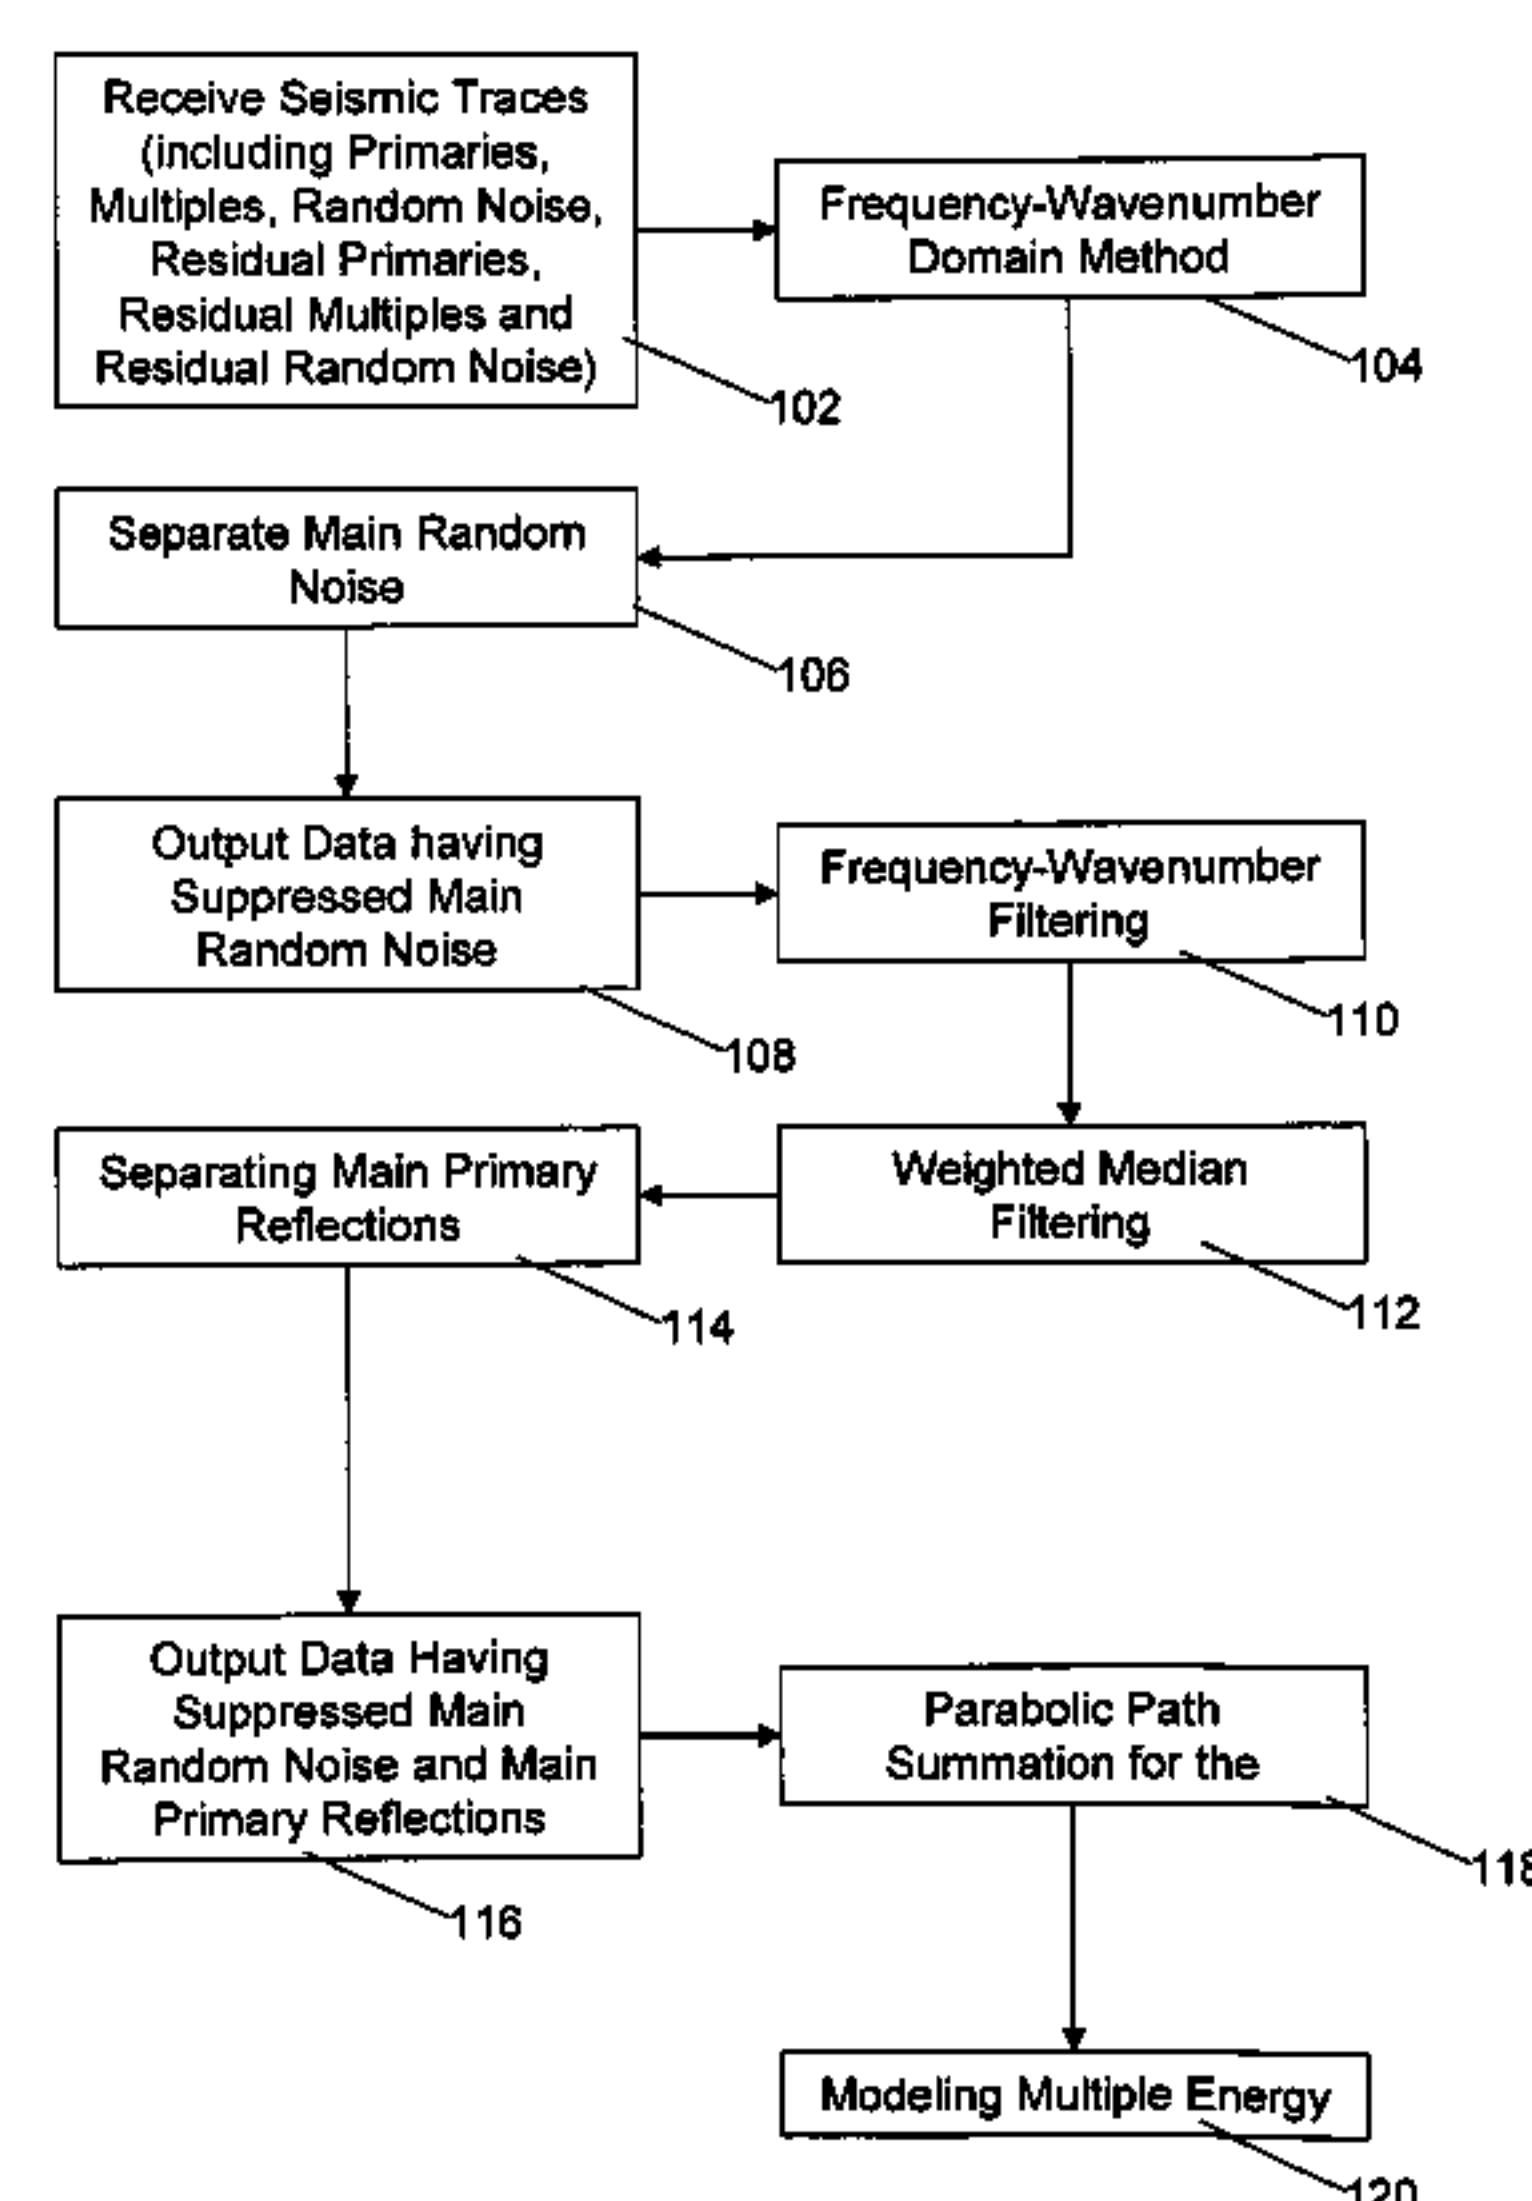 Receive Seismic Traces
(including Primaries,
Multiples, Random Noise,
Residual Primaries,
Residual Multiples and
Residual Random Noise)
102
Frequency-Wavenumber
Domain Method
104
Separate Main Random
Noise
106
Output Data having
Suppressed Main
Random Noise
108
Frequency-Wavenumber
Filtering
110
Weighted Median
Filtering
112
Separating Main Primary
Reflections
114
Output Data Having
Suppressed Main
Random Noise and Main
Primary Reflections
116
Parabolic Path
Summation for the
118
Modeling Multiple Energy
120